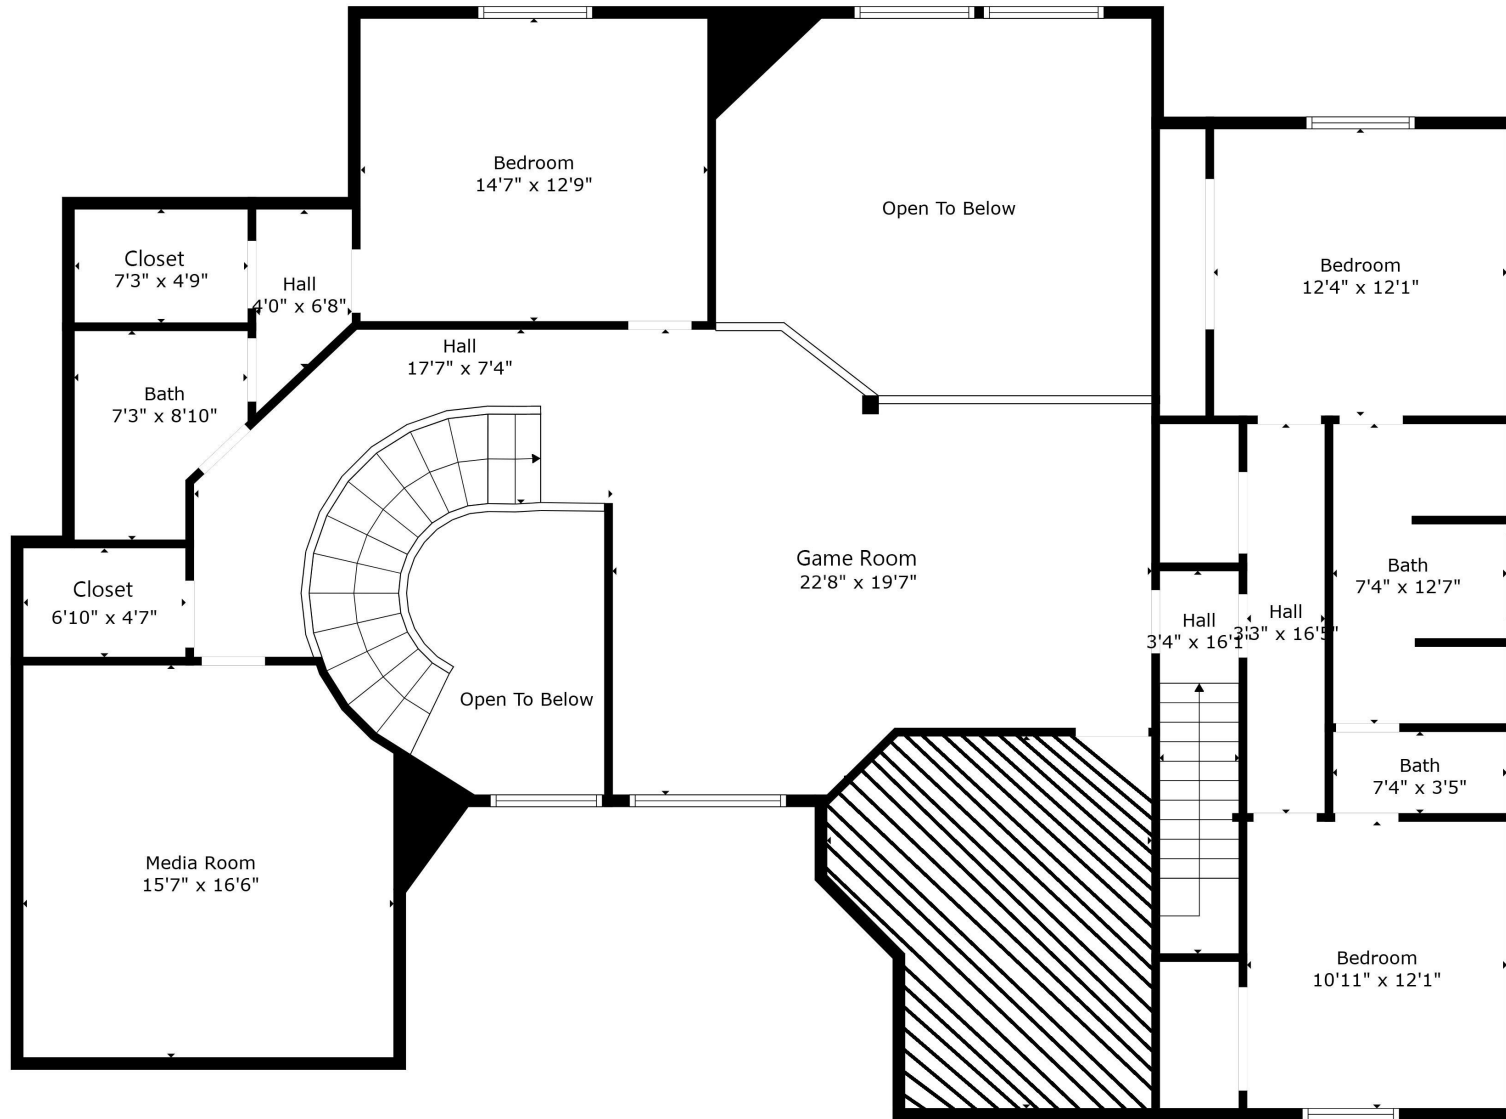 Bedroom
14'7" x 12'9"
Open To Below
Closet
7'3" x 4'9"
Hall
4'0" x 6'8"
Bedroom
12'4" x 12'1"
Hall
17'7" x 7'4"
Bath
7'3" x 8'10"
Game Room
22'8" x 19'7"
Closet
6'10" x 4'7"
Bath
7'4" x 12'7"
Hall
3'4" x 16'1"
Hall
3'3" x 16'5"
Open To Below
Bath
7'4" x 3'5"
Media Room
15'7" x 16'6"
Bedroom
10'11" x 12'1"